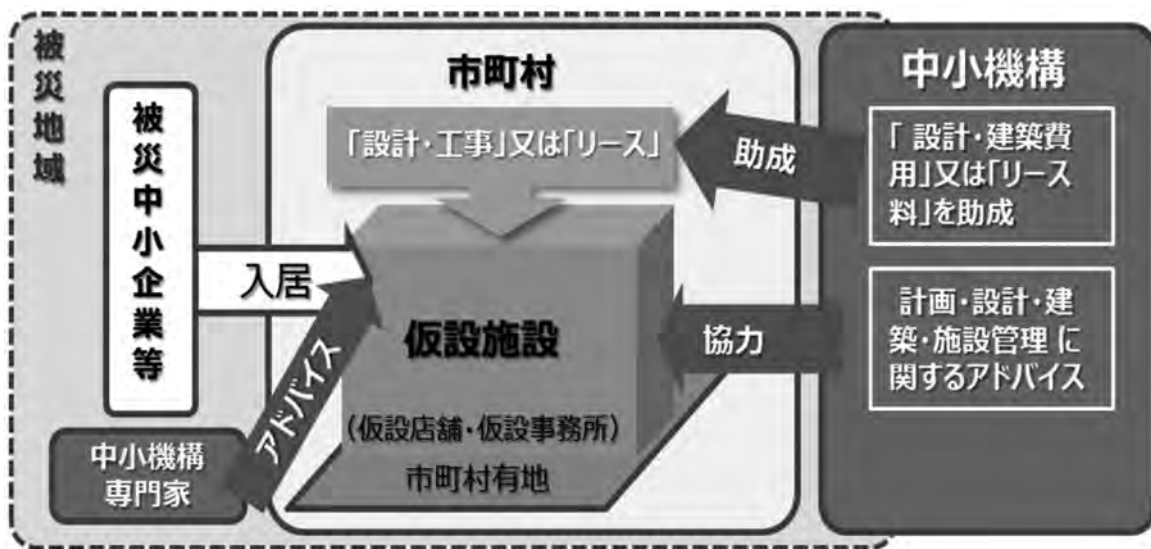 被災地域
被災中小企業等
中小機構
専門家
市町村
「設計・工事」又は「リース」
入居
アドバイス
仮設施設
（仮設店舗・仮設事務所）
市町村有地
助成
協力
中小機構
「 設計・建築費
用」又は「リース
料」を助成
計画・設計・建
築・施設管理 に
関するアドバイス